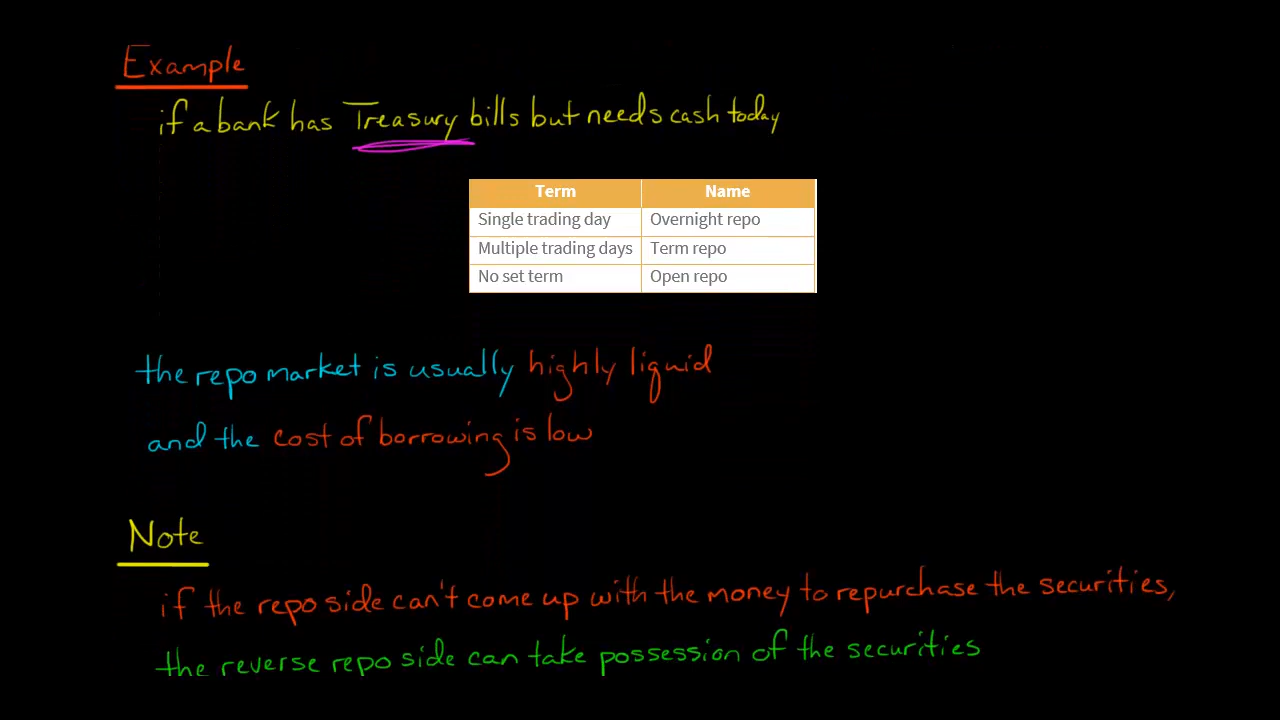 Example
if a bank has Treasury bills but needs cash today
Term Name
Single trading day Overnight repo
Multiple trading days Term repo
No set term Open repo
the repo market is usually highly liquid
and the cost of borrowing is low
Note
if the repo side can't come up with the money to repurchase the securities,
the reverse repo side can take possession of the securities